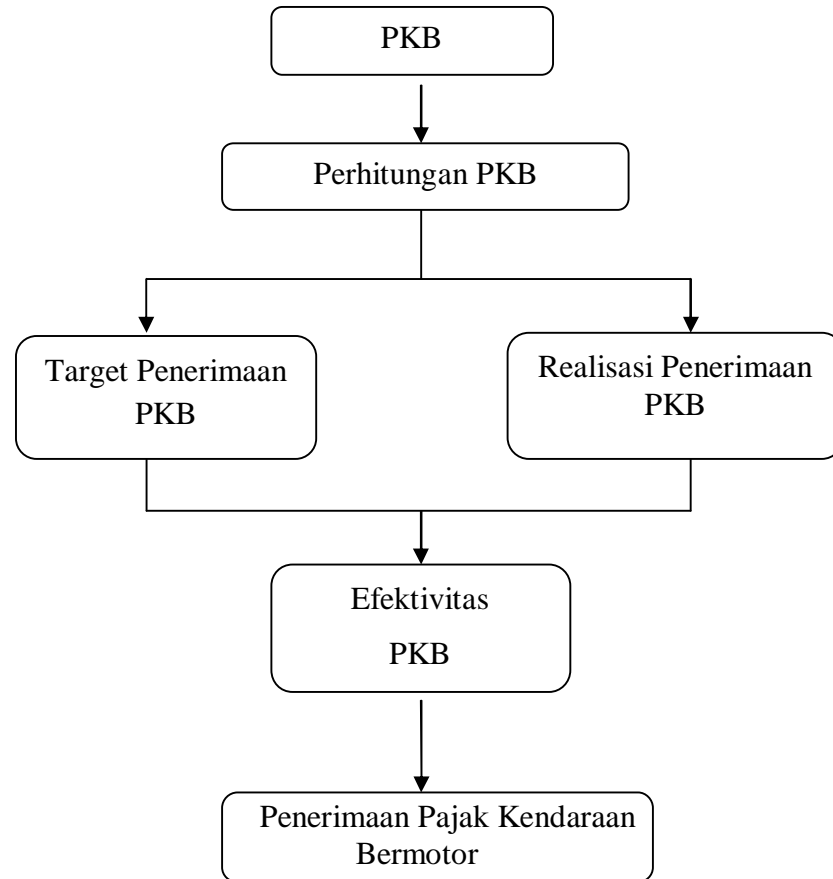 PKB
Perhitungan PKB
Target Penerimaan
PKB
Realisasi Penerimaan
PKB
Efektivitas
PKB
Penerimaan Pajak Kendaraan
Bermotor